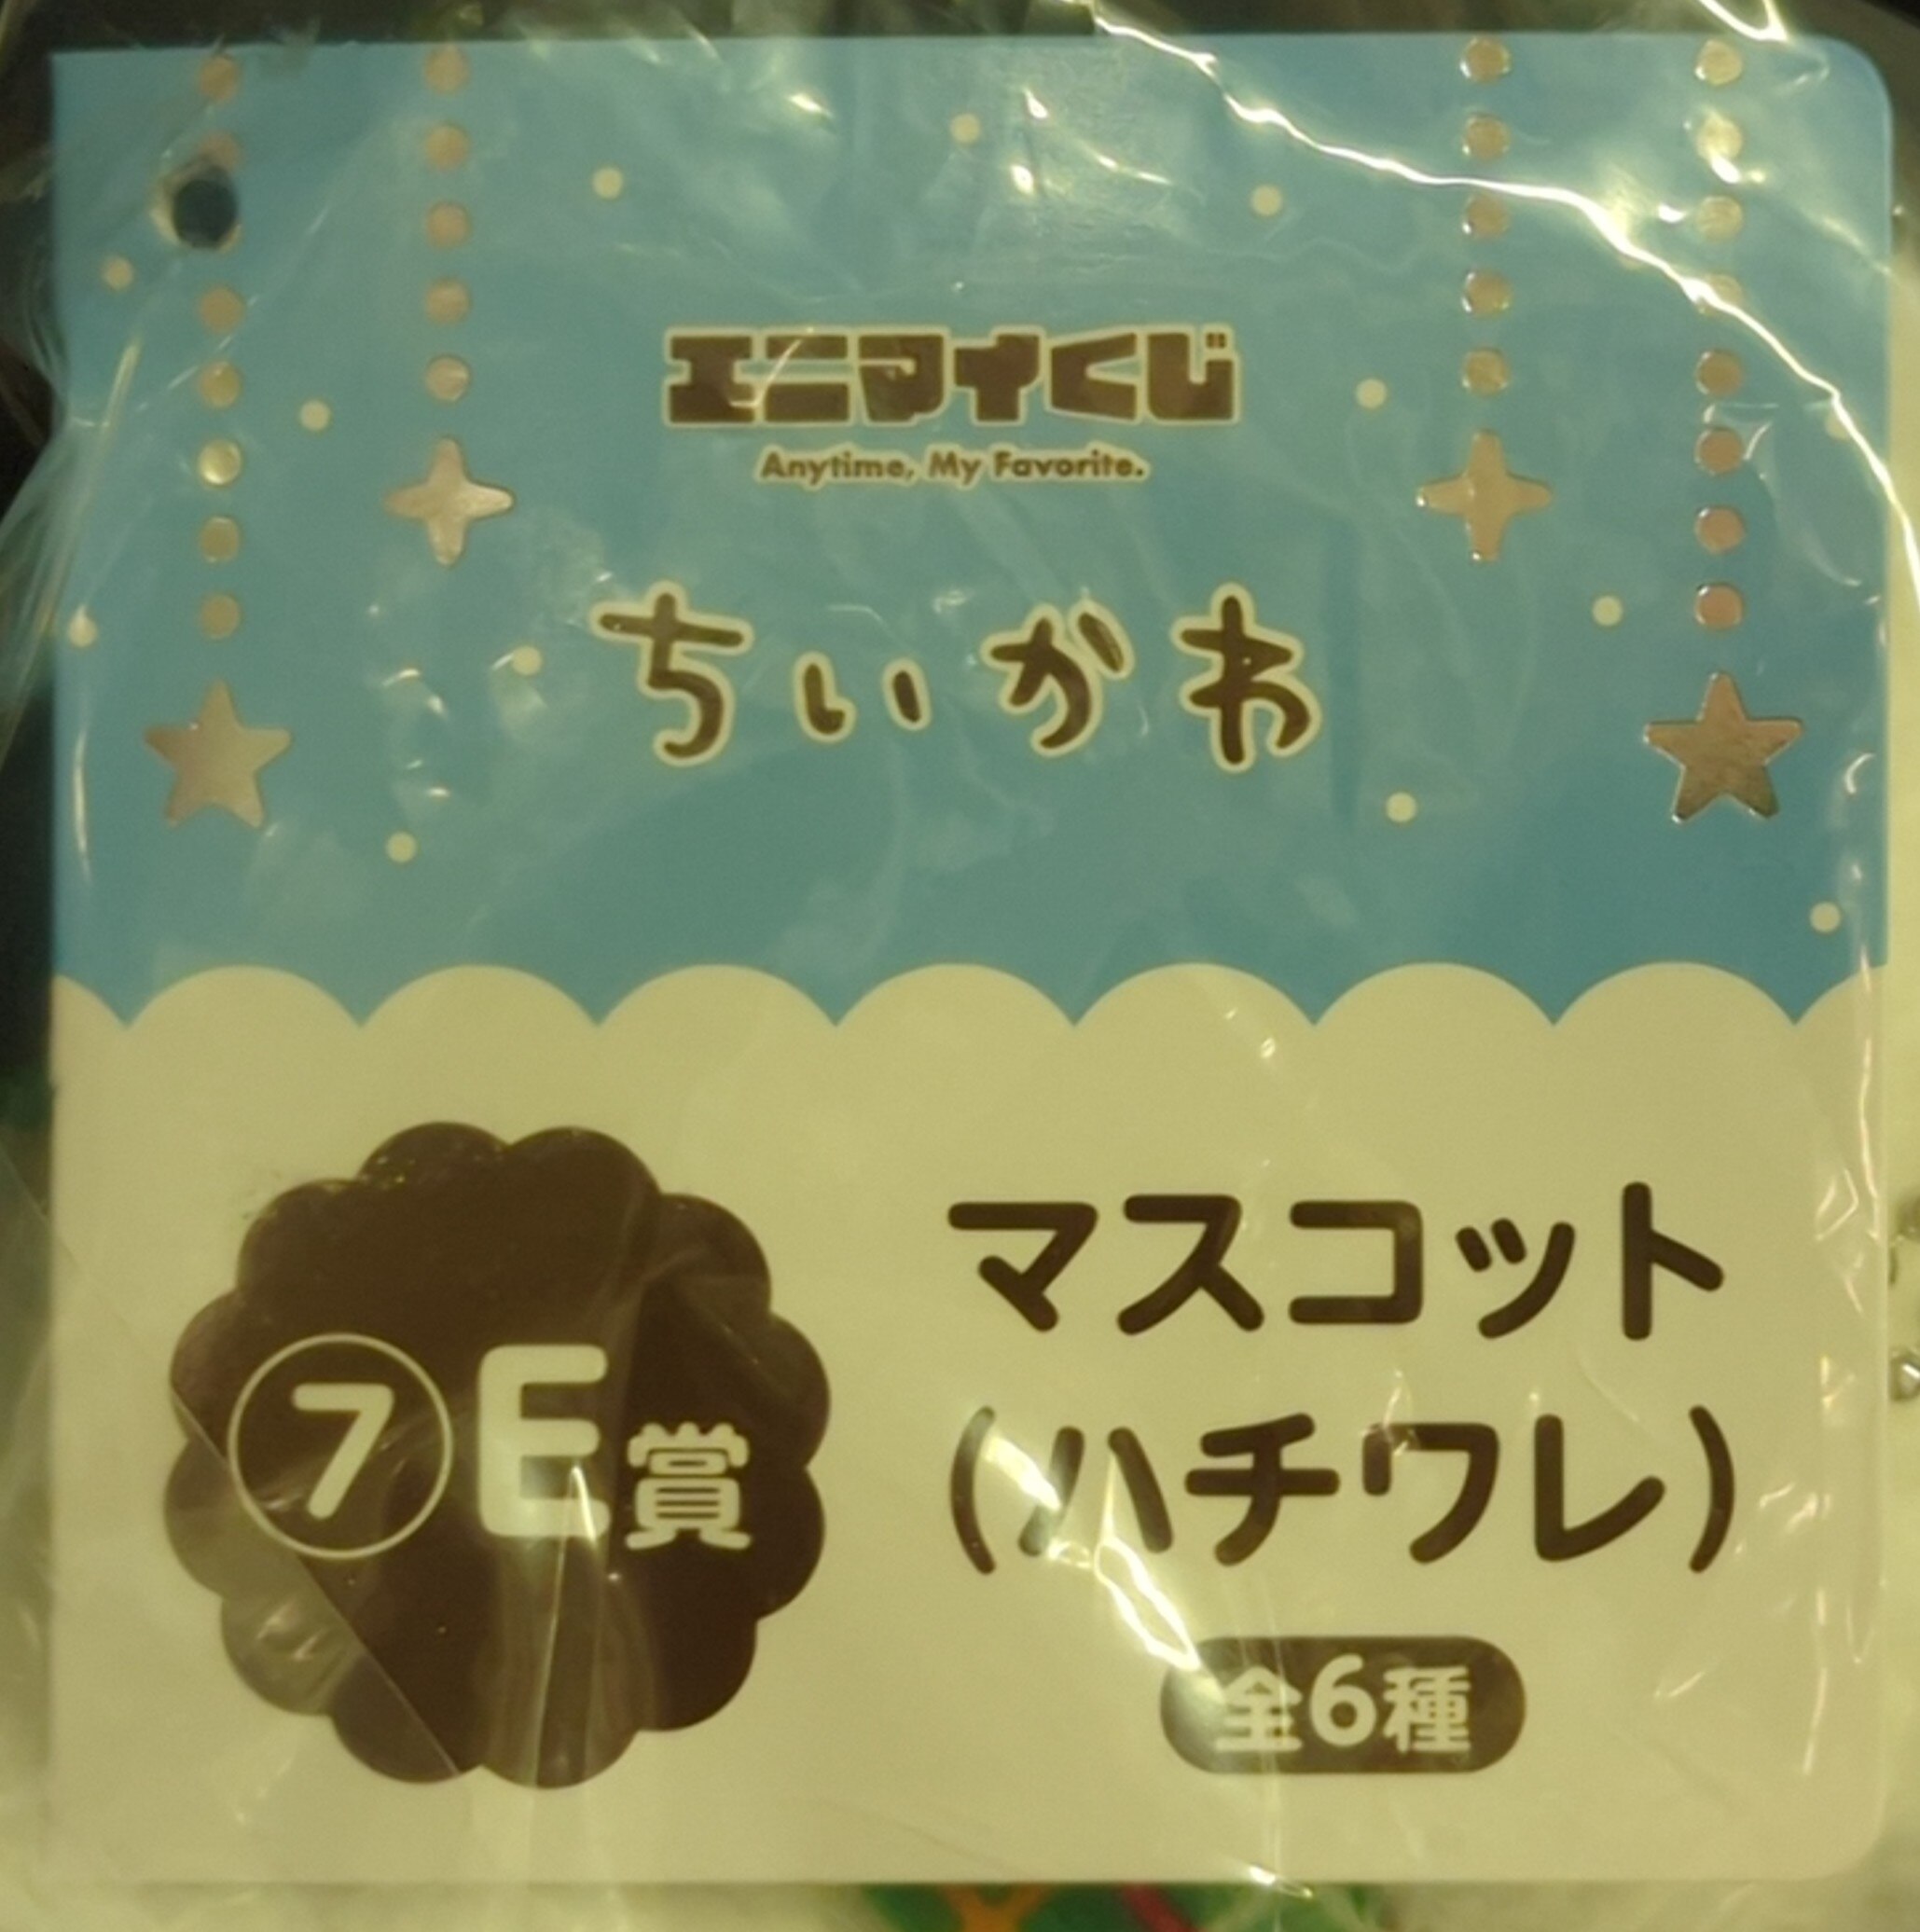 エニマイくじ
Anytime, My Favorite.
ちいかわ
⑦E賞
マスコット
(ハチワレ)
全6種